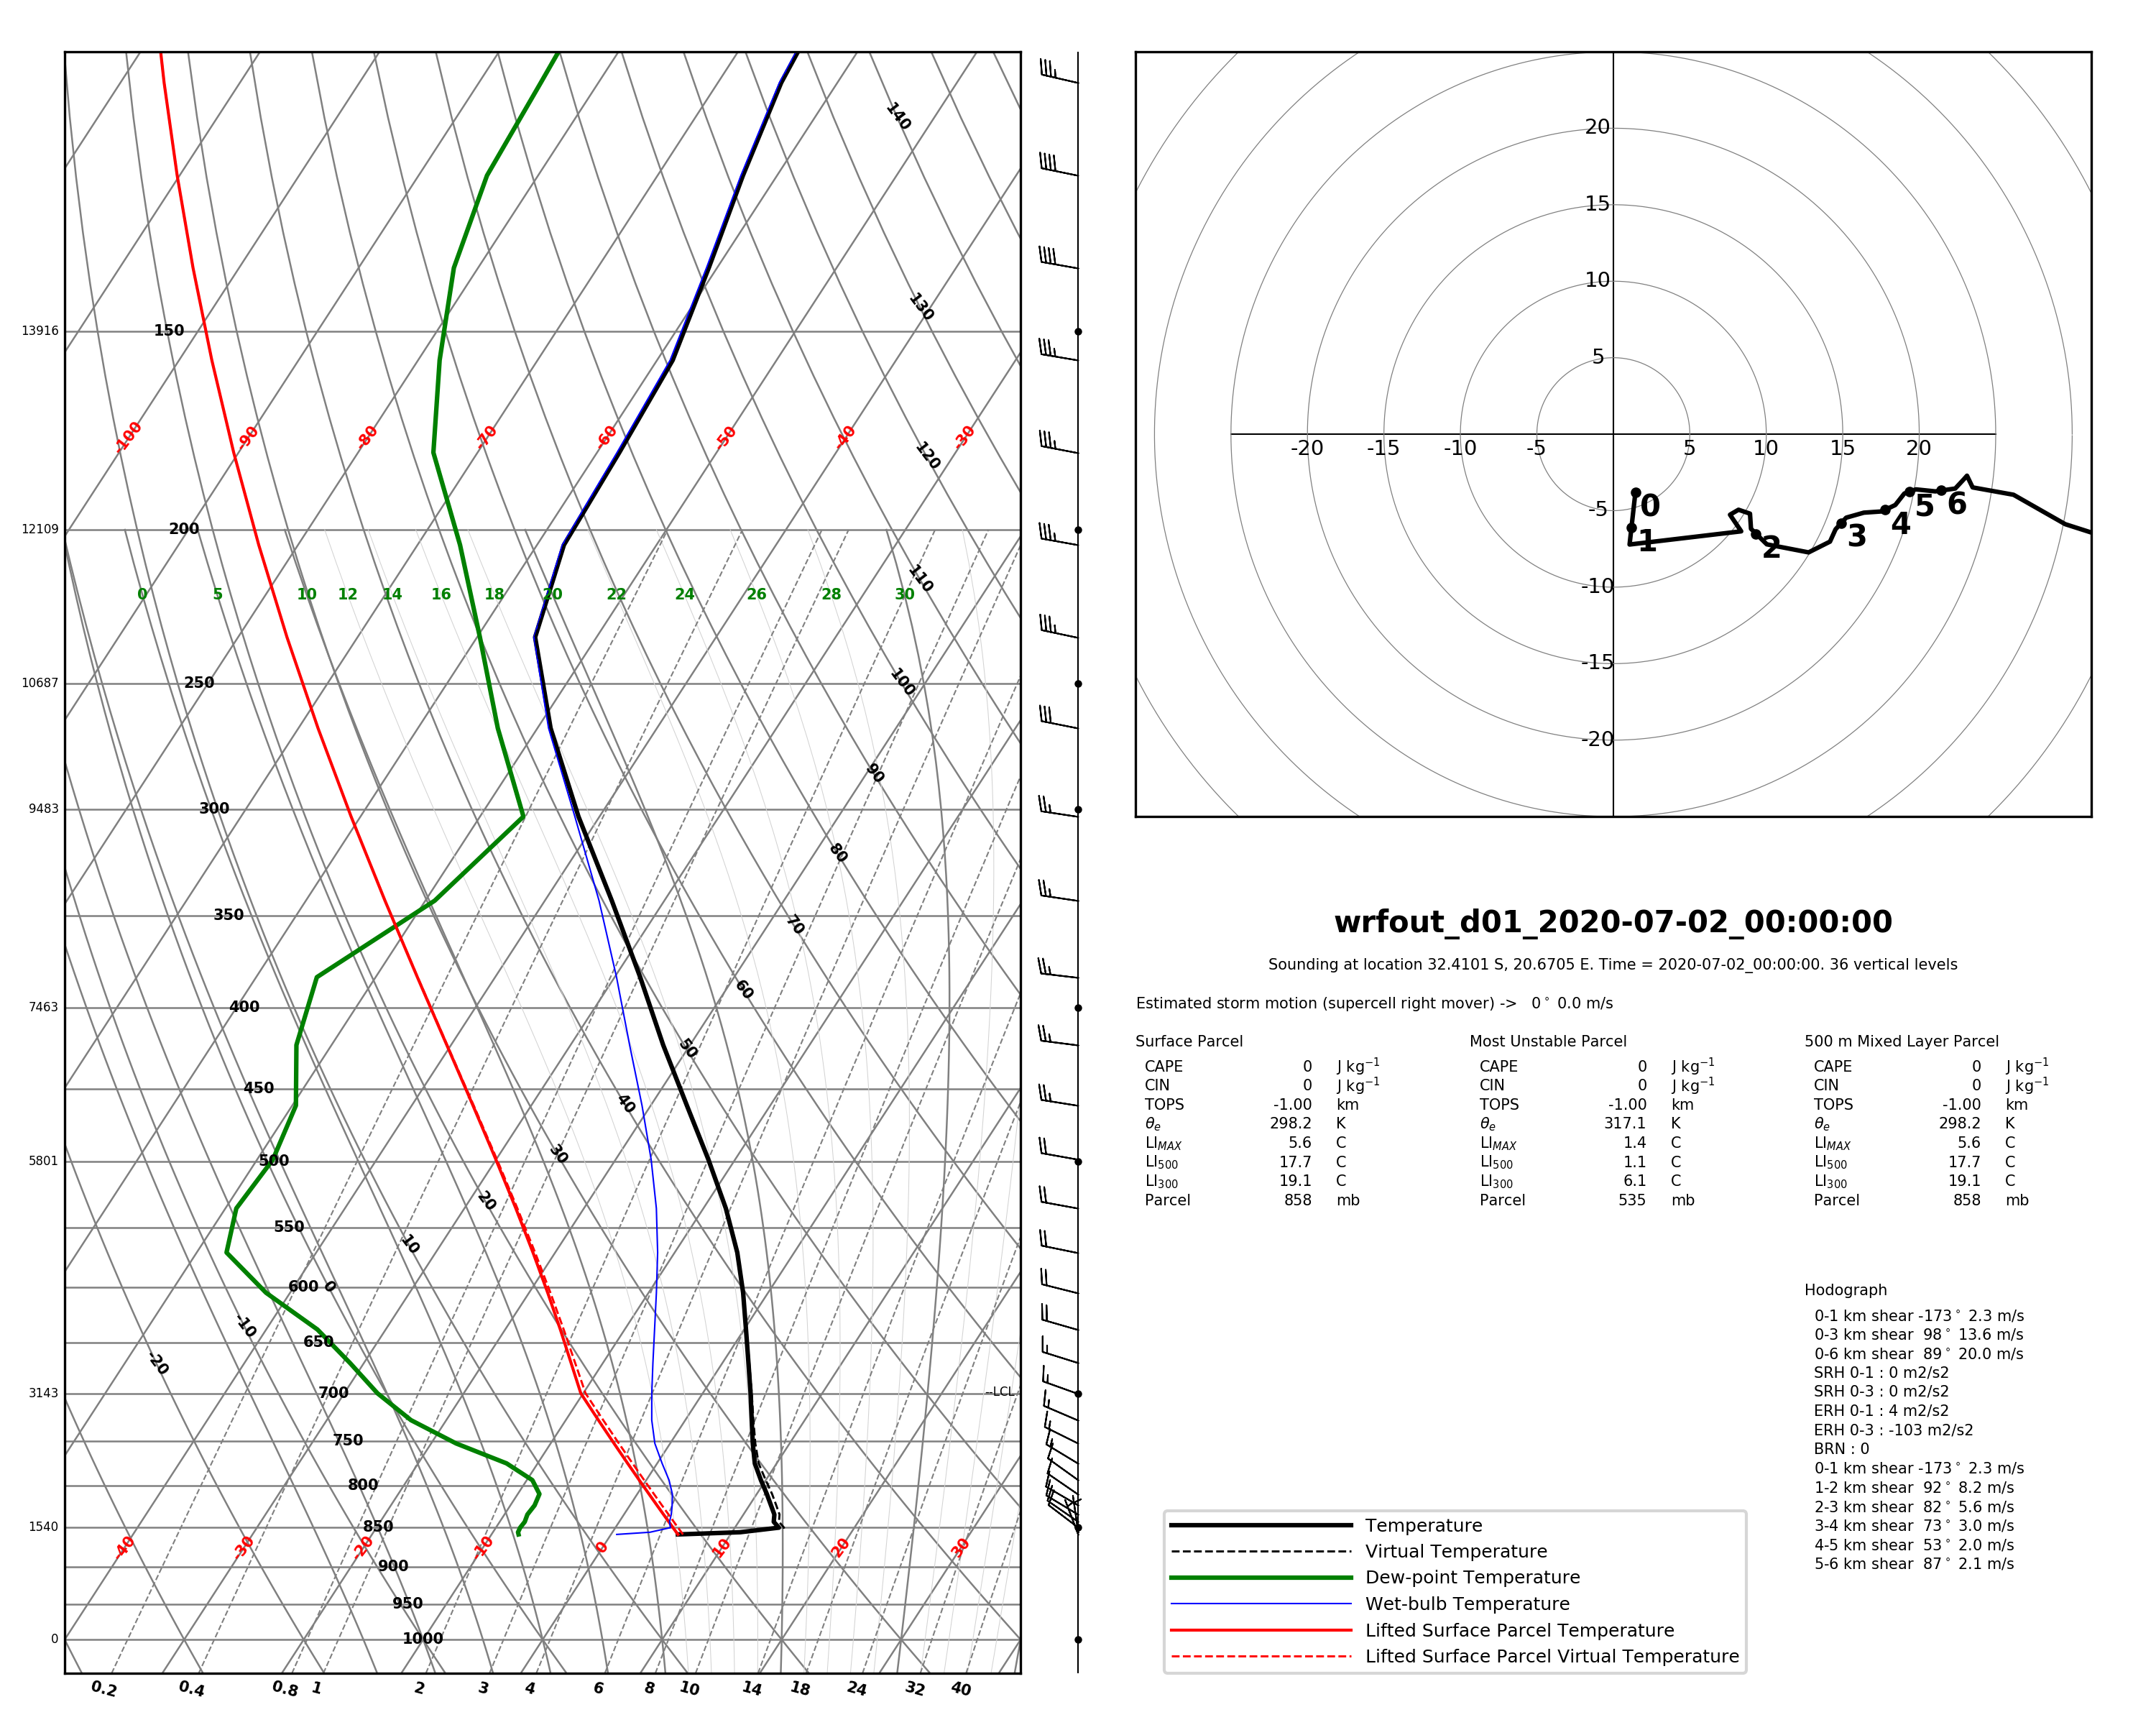 140
130
120
110
100
90
80
70
60
50
40
30
20
10
0
-10
-20
13916 150
-100 -90 -80 -70 -60 -50 -40 -30
12109 200
0 5 10 12 14 16 18 20 22 24 26 28 30
10687 250
9483 300
350
7463 400
450
5801 500
550
600
650
3143 700 --LCL
750
800
1540 850
-40 -30 -20 -10 0 10 20 30
900
950
0 1000
0.2 0.4 0.8 1 2 3 4 6 8 10 14 18 24 32 40
20
15
10
5
-20 -15 -10 -5 5 10 15 20
-5
-10
-15
-20
0 1 2 3 4 5 6
wrfout_d01_2020-07-02_00:00:00
Sounding at location 32.4101 S, 20.6705 E. Time = 2020-07-02_00:00:00. 36 vertical levels
Estimated storm motion (supercell right mover) -> 0° 0.0 m/s
Surface Parcel
CAPE 0 J kg⁻¹
CIN 0 J kg⁻¹
TOPS -1.00 km
θₑ 298.2 K
LI_MAX 5.6 C
LI₅₀₀ 17.7 C
LI₃₀₀ 19.1 C
Parcel 858 mb
Most Unstable Parcel
CAPE 0 J kg⁻¹
CIN 0 J kg⁻¹
TOPS -1.00 km
θₑ 317.1 K
LI_MAX 1.4 C
LI₅₀₀ 1.1 C
LI₃₀₀ 6.1 C
Parcel 535 mb
500 m Mixed Layer Parcel
CAPE 0 J kg⁻¹
CIN 0 J kg⁻¹
TOPS -1.00 km
θₑ 298.2 K
LI_MAX 5.6 C
LI₅₀₀ 17.7 C
LI₃₀₀ 19.1 C
Parcel 858 mb
Hodograph
0-1 km shear -173° 2.3 m/s
0-3 km shear 98° 13.6 m/s
0-6 km shear 89° 20.0 m/s
SRH 0-1 : 0 m2/s2
SRH 0-3 : 0 m2/s2
ERH 0-1 : 4 m2/s2
ERH 0-3 : -103 m2/s2
BRN : 0
0-1 km shear -173° 2.3 m/s
1-2 km shear 92° 8.2 m/s
2-3 km shear 82° 5.6 m/s
3-4 km shear 73° 3.0 m/s
4-5 km shear 53° 2.0 m/s
5-6 km shear 87° 2.1 m/s
Temperature
Virtual Temperature
Dew-point Temperature
Wet-bulb Temperature
Lifted Surface Parcel Temperature
Lifted Surface Parcel Virtual Temperature